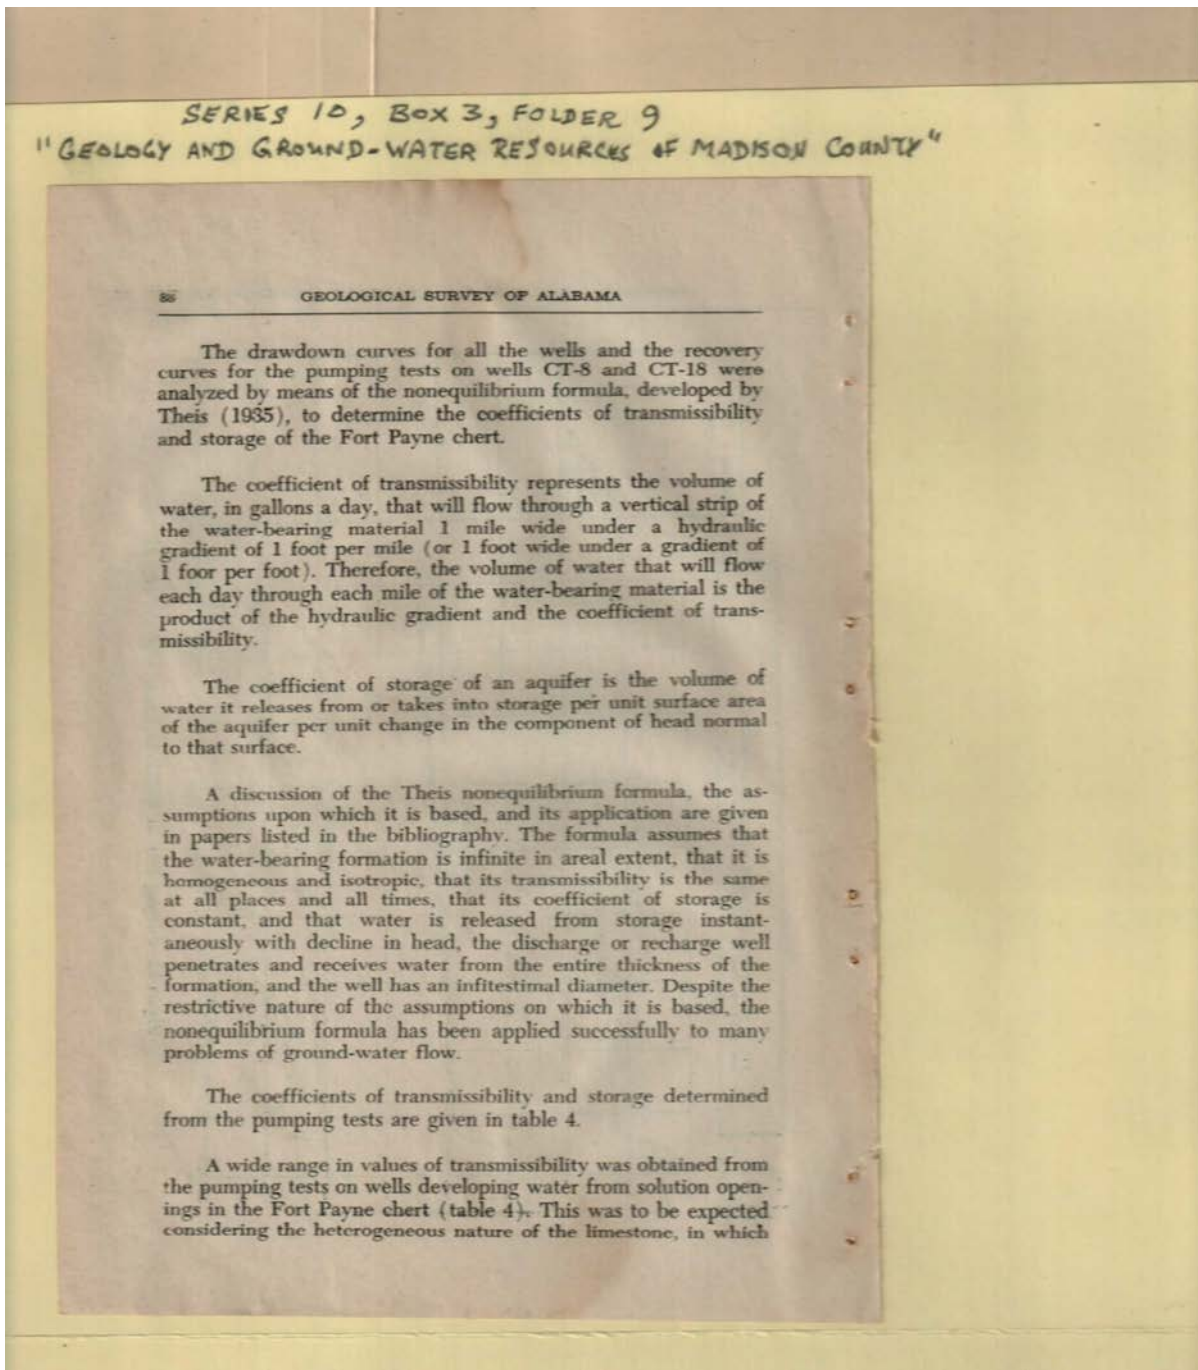 SERIES 10, BOX 3, FOLDER 9
"GEOLOGY AND GROUND-WATER RESOURCES OF MADISON COUNTY"
88 GEOLOGICAL SURVEY OF ALABAMA
The drawdown curves for all the wells and the recovery
curves for the pumping tests on wells CT-8 and CT-18 were
analyzed by means of the nonequilibrium formula, developed by
Theis (1935), to determine the coefficients of transmissibility
and storage of the Fort Payne chert.
The coefficient of transmissibility represents the volume of
water, in gallons a day, that will flow through a vertical strip of
the water-bearing material 1 mile wide under a hydraulic
gradient of 1 foot per mile (or 1 foot wide under a gradient of
1 foor per foot). Therefore, the volume of water that will flow
each day through each mile of the water-bearing material is the
product of the hydraulic gradient and the coefficient of trans-
missibility.
The coefficient of storage of an aquifer is the volume of
water it releases from or takes into storage per unit surface area
of the aquifer per unit change in the component of head normal
to that surface.
A discussion of the Theis nonequilibrium formula, the as-
sumptions upon which it is based, and its application are given
in papers listed in the bibliography. The formula assumes that
the water-bearing formation is infinite in areal extent, that it is
homogeneous and isotropic, that its transmissibility is the same
at all places and all times, that its coefficient of storage is
constant, and that water is released from storage instant-
aneously with decline in head, the discharge or recharge well
penetrates and receives water from the entire thickness of the
formation, and the well has an infitestimal diameter. Despite the
restrictive nature of the assumptions on which it is based, the
nonequilibrium formula has been applied successfully to many
problems of ground-water flow.
The coefficients of transmissibility and storage determined
from the pumping tests are given in table 4.
A wide range in values of transmissibility was obtained from
the pumping tests on wells developing water from solution open-
ings in the Fort Payne chert (table 4). This was to be expected
considering the heterogeneous nature of the limestone, in which